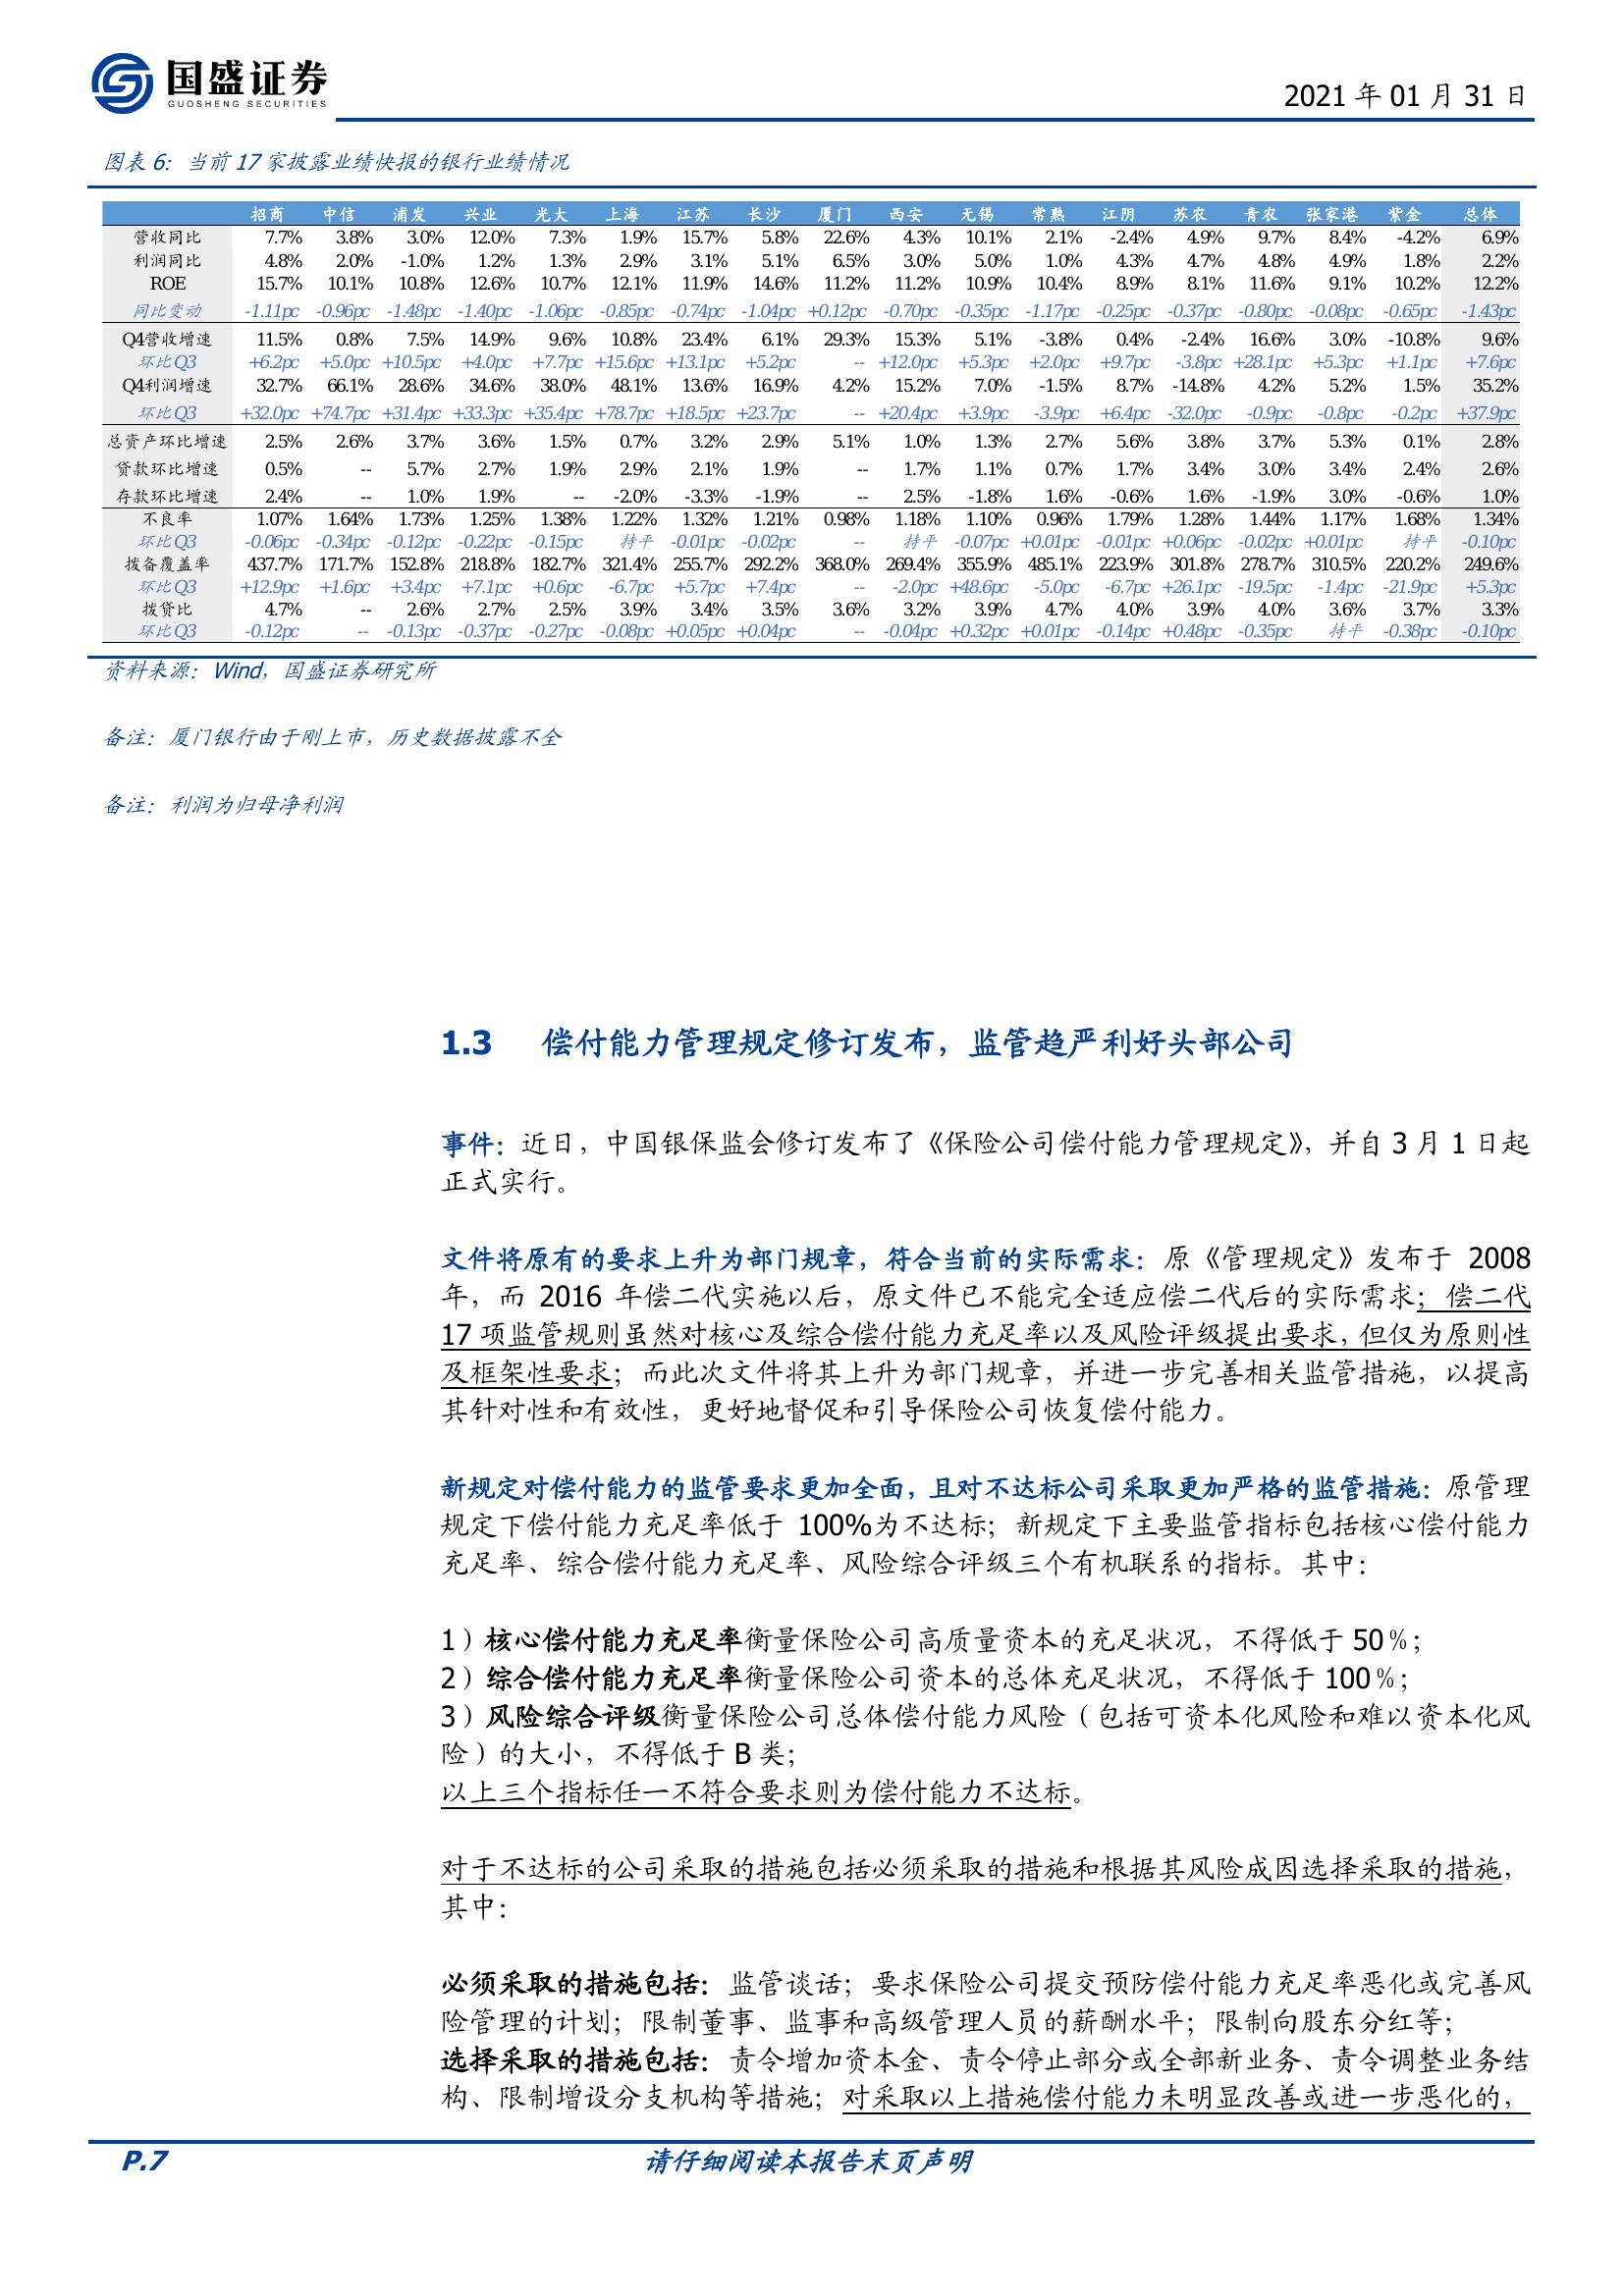 国盛证券
GUOSHENG SECURITIES
2021 年 01 月 31 日
图表 6：当前 17 家披露业绩快报的银行业绩情况
招商 中信 浦发 兴业 光大 上海 江苏 长沙 厦门 西安 无锡 常熟 江阴 苏农 青农 张家港 紫金 总体
营收同比 7.7% 3.8% 3.0% 12.0% 7.3% 1.9% 15.7% 5.8% 22.6% 4.3% 10.1% 2.1% -2.4% 4.9% 9.7% 8.4% -4.2% 6.9%
利润同比 4.8% 2.0% -1.0% 1.2% 1.3% 2.9% 3.1% 5.1% 6.5% 3.0% 5.0% 1.0% 4.3% 4.7% 4.8% 4.9% 1.8% 2.2%
ROE 15.7% 10.1% 10.8% 12.6% 10.7% 12.1% 11.9% 14.6% 11.2% 11.2% 10.9% 10.4% 8.9% 8.1% 11.6% 9.1% 10.2% 12.2%
同比变动 -1.11pc -0.96pc -1.48pc -1.40pc -1.06pc -0.85pc -0.74pc -1.04pc +0.12pc -0.70pc -0.35pc -1.17pc -0.25pc -0.37pc -0.80pc -0.08pc -0.65pc -1.43pc
Q4营收增速 11.5% 0.8% 7.5% 14.9% 9.6% 10.8% 23.4% 6.1% 29.3% 15.3% 5.1% -3.8% 0.4% -2.4% 16.6% 3.0% -10.8% 9.6%
环比Q3 +6.2pc +5.0pc +10.5pc +4.0pc +7.7pc +15.6pc +13.1pc +5.2pc -- +12.0pc +5.3pc +2.0pc +9.7pc -3.8pc +28.1pc +5.3pc +1.1pc +7.6pc
Q4利润增速 32.7% 66.1% 28.6% 34.6% 38.0% 48.1% 13.6% 16.9% 4.2% 15.2% 7.0% -1.5% 8.7% -14.8% 4.2% 5.2% 1.5% 35.2%
环比Q3 +32.0pc +74.7pc +31.4pc +33.3pc +35.4pc +78.7pc +18.5pc +23.7pc -- +20.4pc +3.9pc -3.9pc +6.4pc -32.0pc -0.9pc -0.8pc -0.2pc +37.9pc
总资产环比增速 2.5% 2.6% 3.7% 3.6% 1.5% 0.7% 3.2% 2.9% 5.1% 1.0% 1.3% 2.7% 5.6% 3.8% 3.7% 5.3% 0.1% 2.8%
贷款环比增速 0.5% -- 5.7% 2.7% 1.9% 2.9% 2.1% 1.9% -- 1.7% 1.1% 0.7% 1.7% 3.4% 3.0% 3.4% 2.4% 2.6%
存款环比增速 2.4% -- 1.0% 1.9% -- -2.0% -3.3% -1.9% -- 2.5% -1.8% 1.6% -0.6% 1.6% -1.9% 3.0% -0.6% 1.0%
不良率 1.07% 1.64% 1.73% 1.25% 1.38% 1.22% 1.32% 1.21% 0.98% 1.18% 1.10% 0.96% 1.79% 1.28% 1.44% 1.17% 1.68% 1.34%
环比Q3 -0.06pc -0.34pc -0.12pc -0.22pc -0.15pc 持平 -0.01pc -0.02pc -- 持平 -0.07pc +0.01pc -0.01pc +0.06pc -0.02pc +0.01pc 持平 -0.10pc
拨备覆盖率 437.7% 171.7% 152.8% 218.8% 182.7% 321.4% 255.7% 292.2% 368.0% 269.4% 355.9% 485.1% 223.9% 301.8% 278.7% 310.5% 220.2% 249.6%
环比Q3 +12.9pc +1.6pc +3.4pc +7.1pc +0.6pc -6.7pc +5.7pc +7.4pc -- -2.0pc +48.6pc -5.0pc -6.7pc +26.1pc -19.5pc -1.4pc -21.9pc +5.3pc
拨贷比 4.7% -- 2.6% 2.7% 2.5% 3.9% 3.4% 3.5% 3.6% 3.2% 3.9% 4.7% 4.0% 3.9% 4.0% 3.6% 3.7% 3.3%
环比Q3 -0.12pc -- -0.13pc -0.37pc -0.27pc -0.08pc +0.05pc +0.04pc -- -0.04pc +0.32pc +0.01pc -0.14pc +0.48pc -0.35pc 持平 -0.38pc -0.10pc
资料来源：Wind，国盛证券研究所
备注：厦门银行由于刚上市，历史数据披露不全
备注：利润为归母净利润
1.3 偿付能力管理规定修订发布，监管趋严利好头部公司
事件：近日，中国银保监会修订发布了《保险公司偿付能力管理规定》，并自 3 月 1 日起
正式实行。
文件将原有的要求上升为部门规章，符合当前的实际需求：原《管理规定》发布于 2008
年，而 2016 年偿二代实施以后，原文件已不能完全适应偿二代后的实际需求；偿二代
17 项监管规则虽然对核心及综合偿付能力充足率以及风险评级提出要求，但仅为原则性
及框架性要求；而此次文件将其上升为部门规章，并进一步完善相关监管措施，以提高
其针对性和有效性，更好地督促和引导保险公司恢复偿付能力。
新规定对偿付能力的监管要求更加全面，且对不达标公司采取更加严格的监管措施：原管理
规定下偿付能力充足率低于 100%为不达标；新规定下主要监管指标包括核心偿付能力
充足率、综合偿付能力充足率、风险综合评级三个有机联系的指标。其中：
1）核心偿付能力充足率衡量保险公司高质量资本的充足状况，不得低于 50％；
2）综合偿付能力充足率衡量保险公司资本的总体充足状况，不得低于 100％；
3）风险综合评级衡量保险公司总体偿付能力风险（包括可资本化风险和难以资本化风
险）的大小，不得低于 B 类；
以上三个指标任一不符合要求则为偿付能力不达标。
对于不达标的公司采取的措施包括必须采取的措施和根据其风险成因选择采取的措施，
其中：
必须采取的措施包括：监管谈话；要求保险公司提交预防偿付能力充足率恶化或完善风
险管理的计划；限制董事、监事和高级管理人员的薪酬水平；限制向股东分红等；
选择采取的措施包括：责令增加资本金、责令停止部分或全部新业务、责令调整业务结
构、限制增设分支机构等措施；对采取以上措施偿付能力未明显改善或进一步恶化的，
P.7
请仔细阅读本报告末页声明